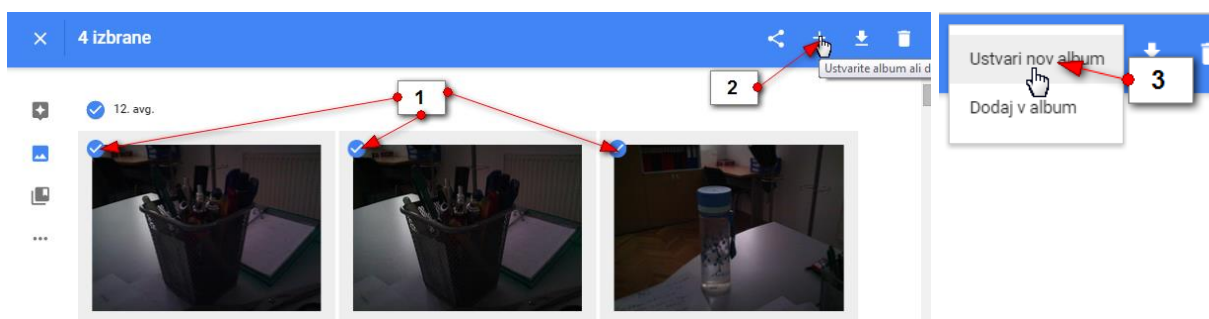 4 izbrane
Ustvarite album ali d
2
1
12. avg.
Ustvari nov album
3
Dodaj v album